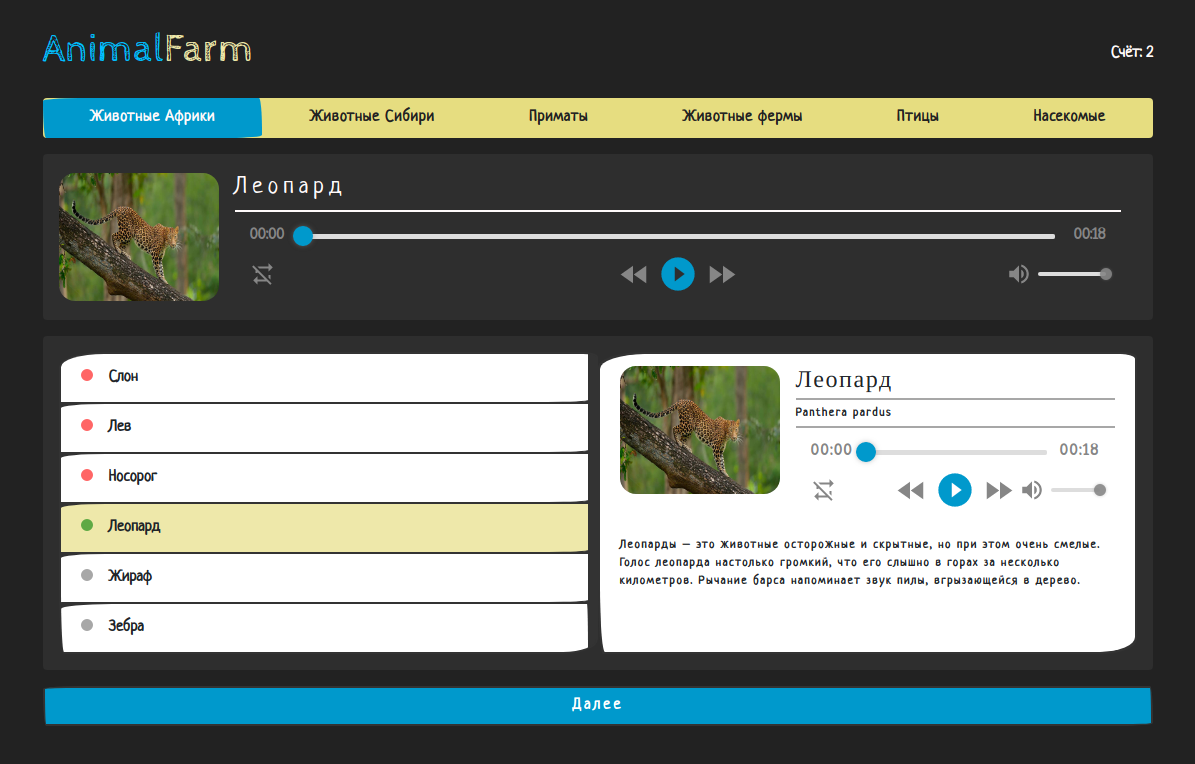 AnimalFarm
Счёт: 2
Животные Африки Животные Сибири Приматы Животные фермы Птицы Насекомые
Леопард
00:00 00:18
Слон
Лев
Носорог
Леопард
Жираф
Зебра
Леопард
Panthera pardus
00:00 00:18
Леопарды — это животные осторожные и скрытные, но при этом очень смелые.
Голос леопарда настолько громкий, что его слышно в горах за несколько
километров. Рычание барса напоминает звук пилы, вгрызающейся в дерево.
Далее